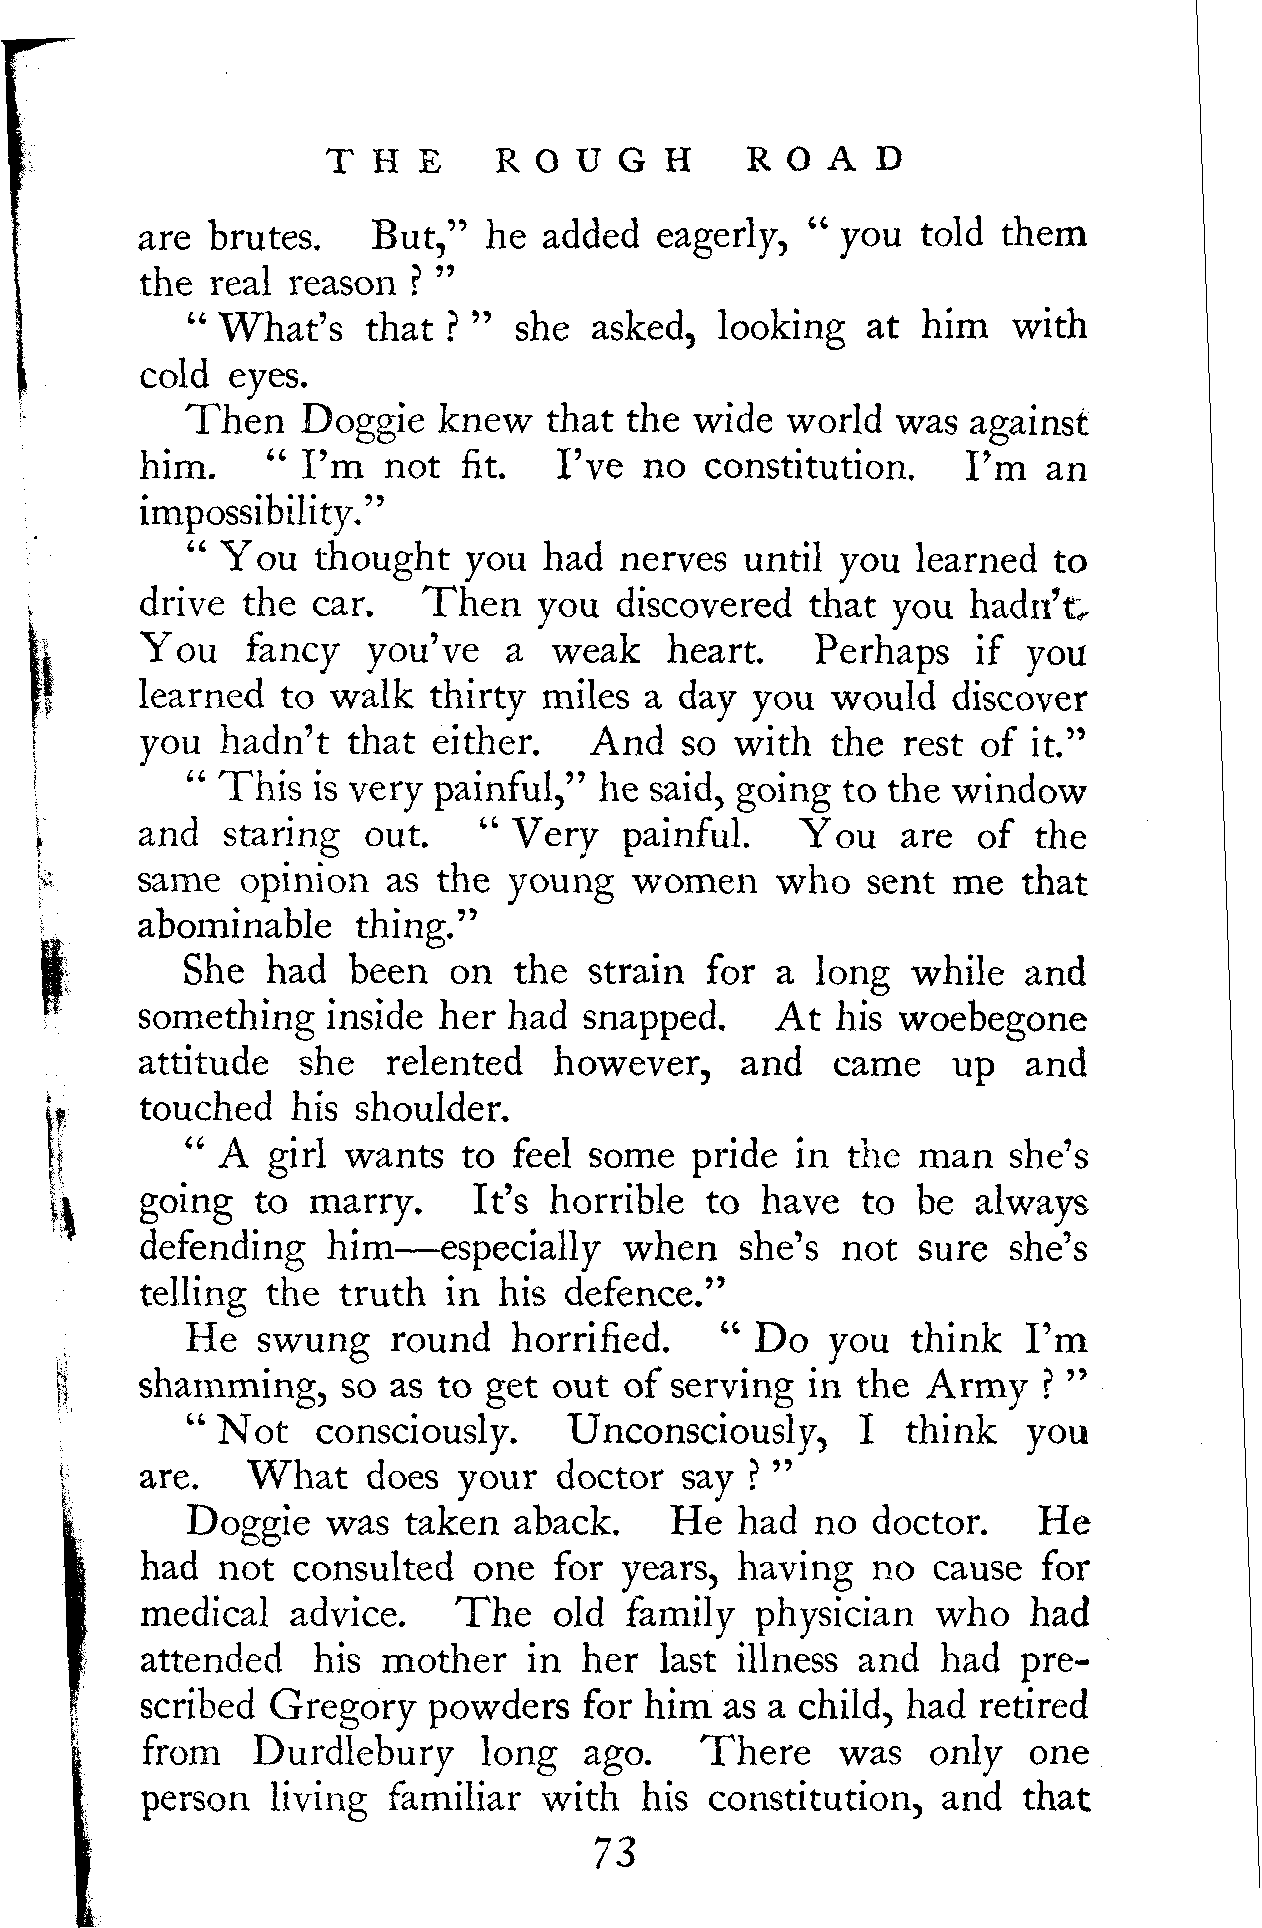 THE ROUGH ROAD
are brutes. But,” he added eagerly, “ you told them
the real reason ? ”
“ What’s that ? ” she asked, looking at him with
cold eyes.
Then Doggie knew that the wide world was against
him. “ I’m not fit. I’ve no constitution. I’m an
impossibility.”
“ You thought you had nerves until you learned to
drive the car. Then you discovered that you hadn’t.
You fancy you’ve a weak heart. Perhaps if you
learned to walk thirty miles a day you would discover
you hadn’t that either. And so with the rest of it.”
“ This is very painful,” he said, going to the window
and staring out. “ Very painful. You are of the
same opinion as the young women who sent me that
abominable thing.”
She had been on the strain for a long while and
something inside her had snapped. At his woebegone
attitude she relented however, and came up and
touched his shoulder.
“ A girl wants to feel some pride in the man she’s
going to marry. It’s horrible to have to be always
defending him—especially when she’s not sure she’s
telling the truth in his defence.”
He swung round horrified. “ Do you think I’m
shamming, so as to get out of serving in the Army ? ”
“ Not consciously. Unconsciously, I think you
are. What does your doctor say ? ”
Doggie was taken aback. He had no doctor. He
had not consulted one for years, having no cause for
medical advice. The old family physician who had
attended his mother in her last illness and had pre-
scribed Gregory powders for him as a child, had retired
from Durdlebury long ago. There was only one
person living familiar with his constitution, and that
73